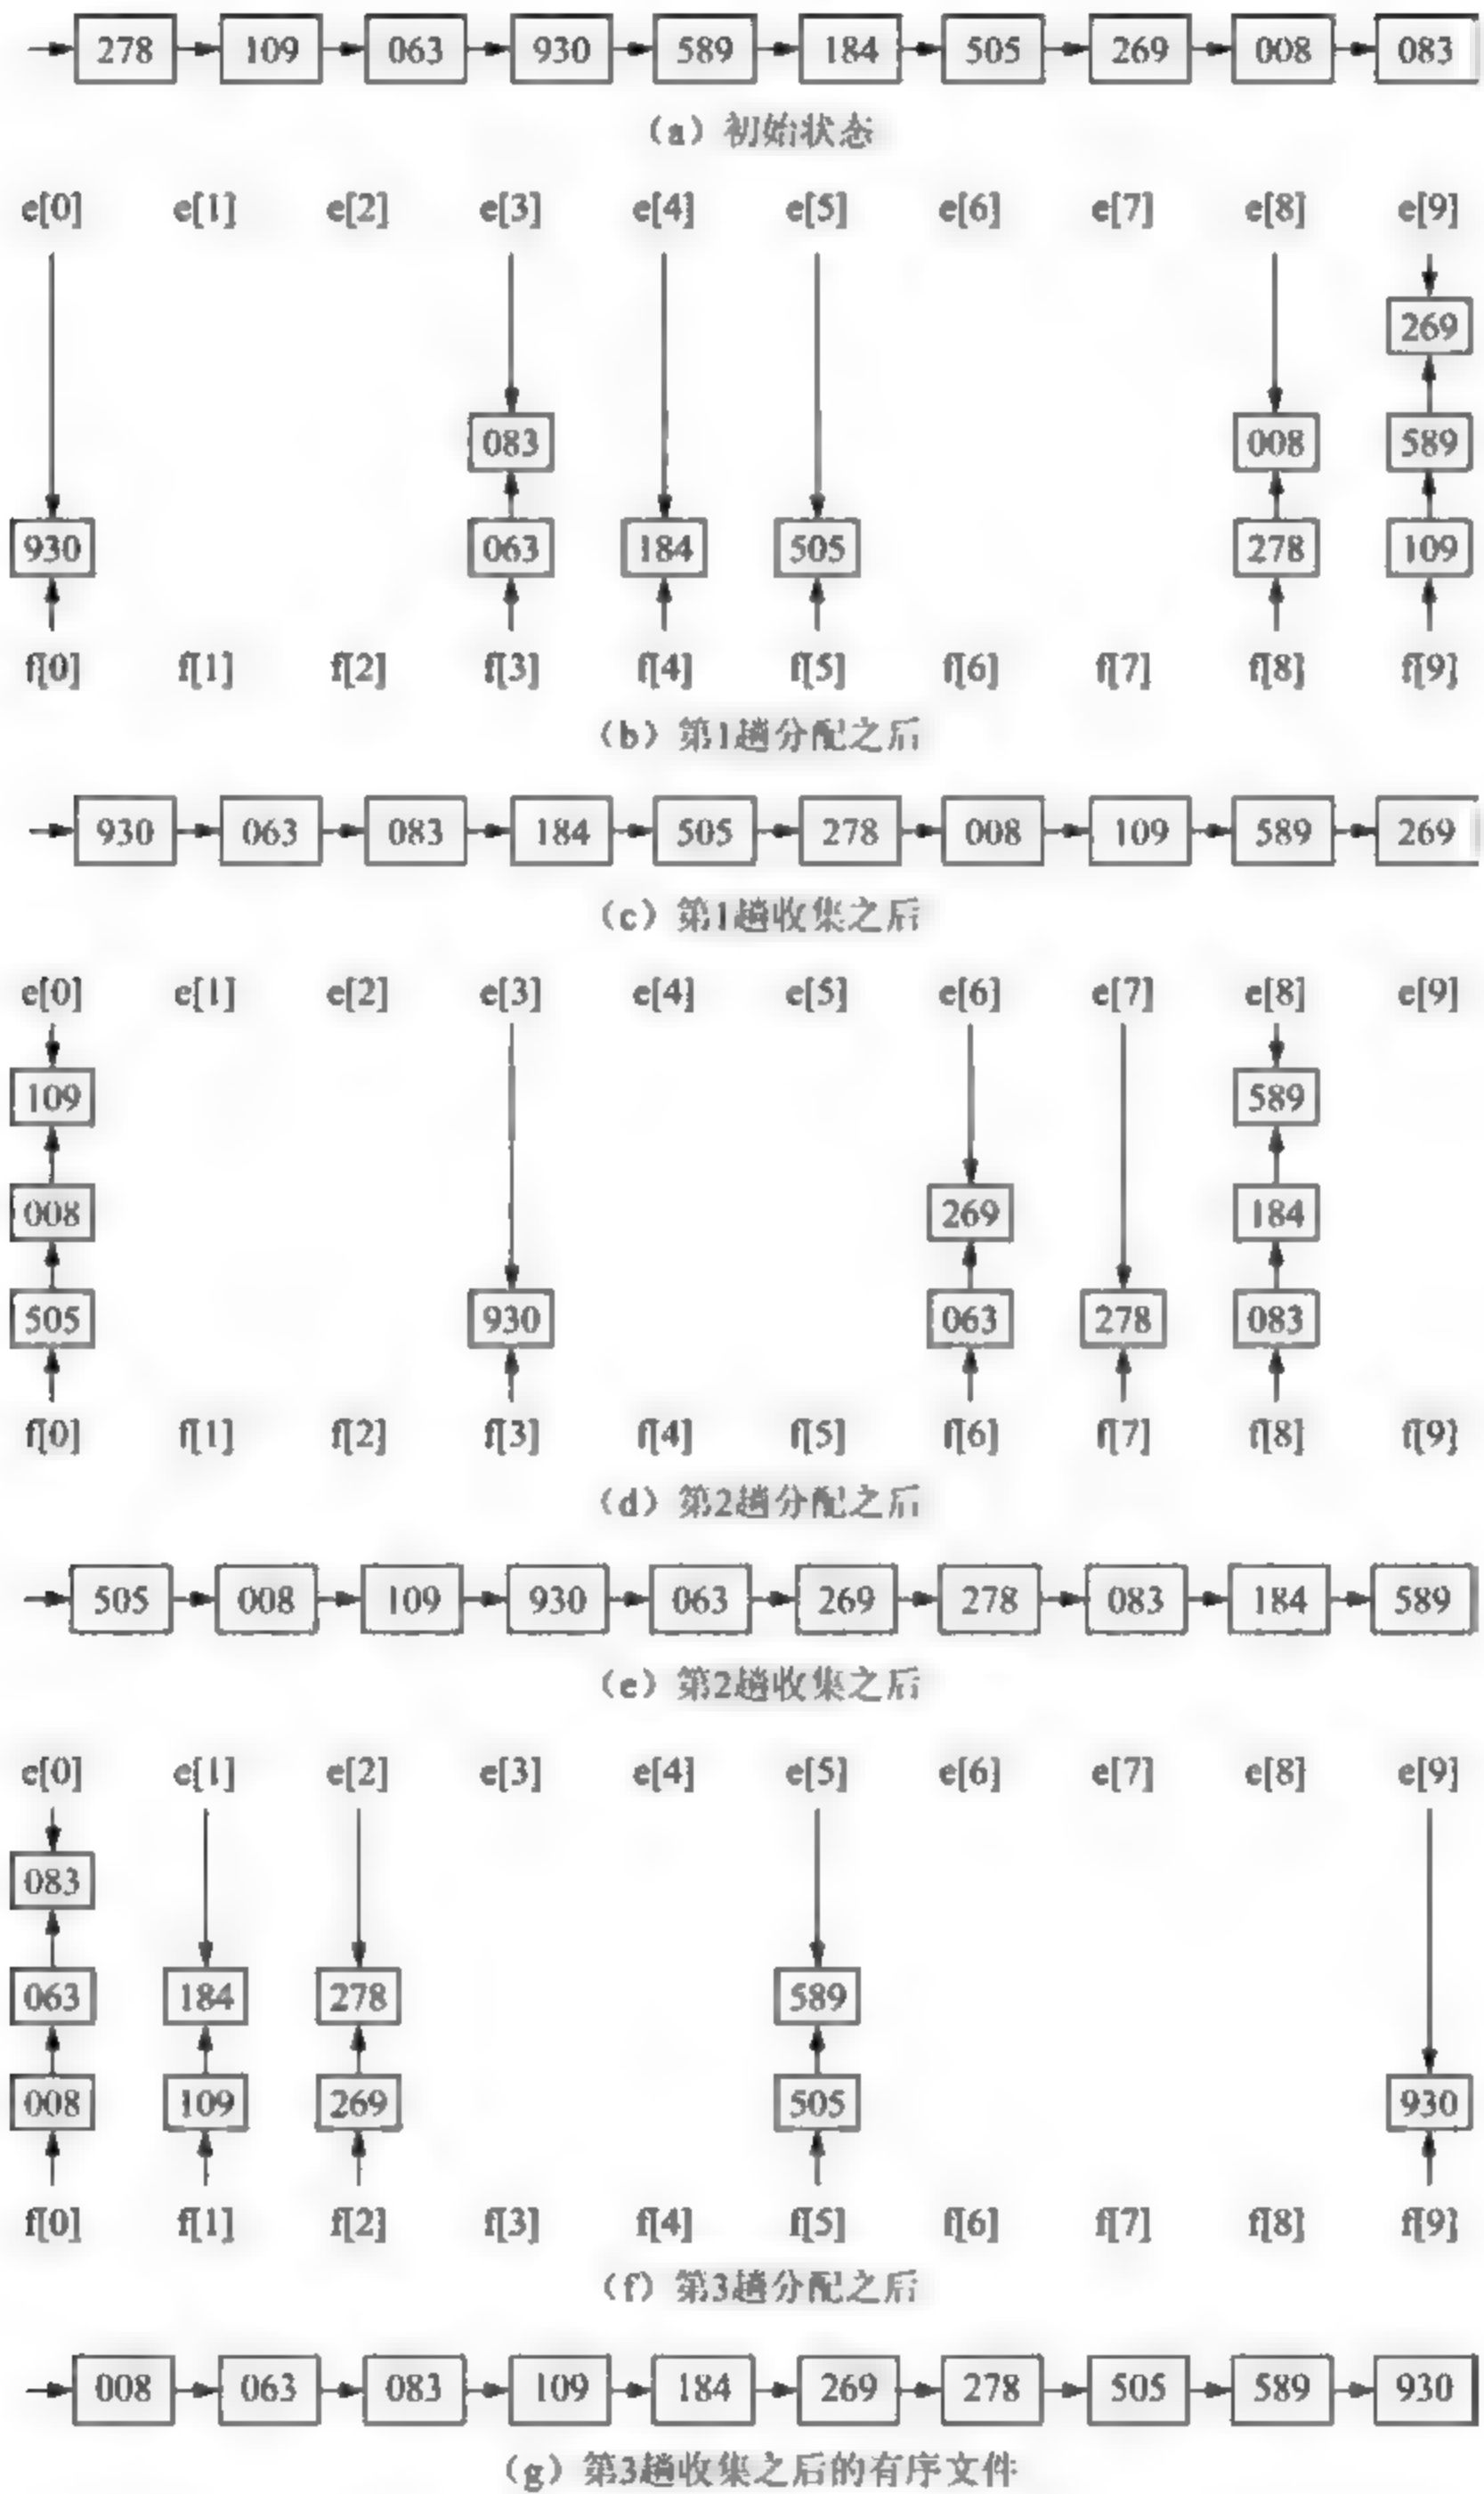 278 109 063 930 589 184 505 269 008 083
(a) 初始状态
e[0] e[1] e[2] e[3] e[4] e[5] e[6] e[7] e[8] e[9]
269
083 008 589
930 063 184 505 278 109
f[0] f[1] f[2] f[3] f[4] f[5] f[6] f[7] f[8] f[9]
(b) 第1趟分配之后
930 063 083 184 505 278 008 109 589 269
(c) 第1趟收集之后
e[0] e[1] e[2] e[3] e[4] e[5] e[6] e[7] e[8] e[9]
109 589
008 269 184
505 930 063 278 083
f[0] f[1] f[2] f[3] f[4] f[5] f[6] f[7] f[8] f[9]
(d) 第2趟分配之后
505 008 109 930 063 269 278 083 184 589
(e) 第2趟收集之后
e[0] e[1] e[2] e[3] e[4] e[5] e[6] e[7] e[8] e[9]
083
063 184 278 589
008 109 269 505 930
f[0] f[1] f[2] f[3] f[4] f[5] f[6] f[7] f[8] f[9]
(f) 第3趟分配之后
008 063 083 109 184 269 278 505 589 930
(g) 第3趟收集之后的有序文件